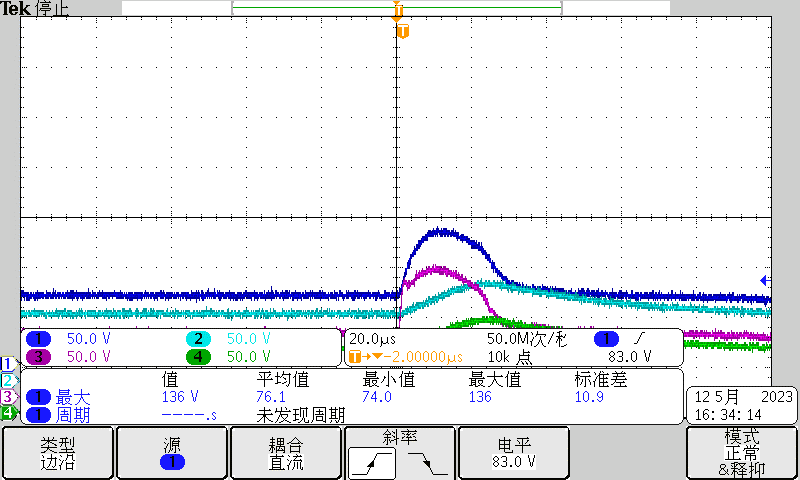 Tek 停止
T
T
1 50.0 V 2 50.0 V 20.0µs 50.0M次/秒 1
3 50.0 V 4 50.0 V T→▼−2.00000µs 10k 点 83.0 V
1
2
3
4
值 平均值 最小值 最大值 标准差
1 最大 136 V 76.1 74.0 136 10.9
1 周期 −−−−.s 未发现周期
12 5月 2023
16:34:14
类型
边沿
源
1
耦合
直流
斜率
电平
83.0 V
模式
正常
&释抑